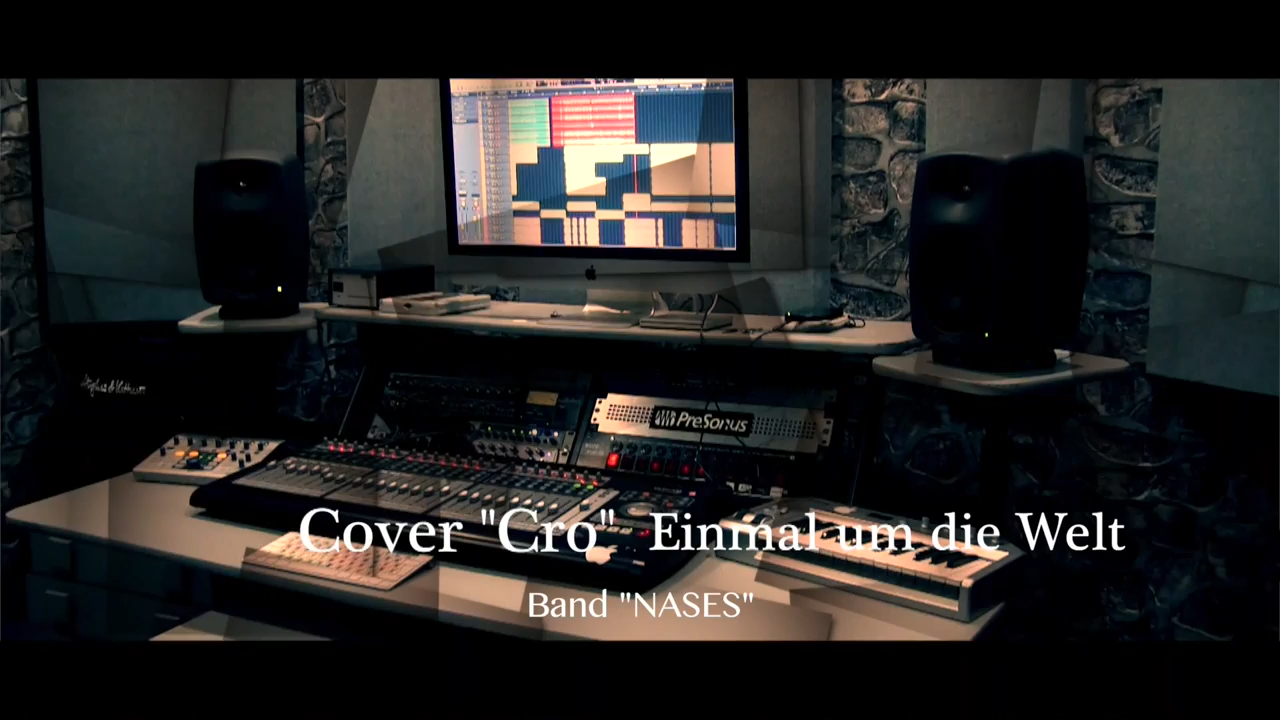 PreSonus
Cover "Cro" Einmal um die Welt
Band "NASES"